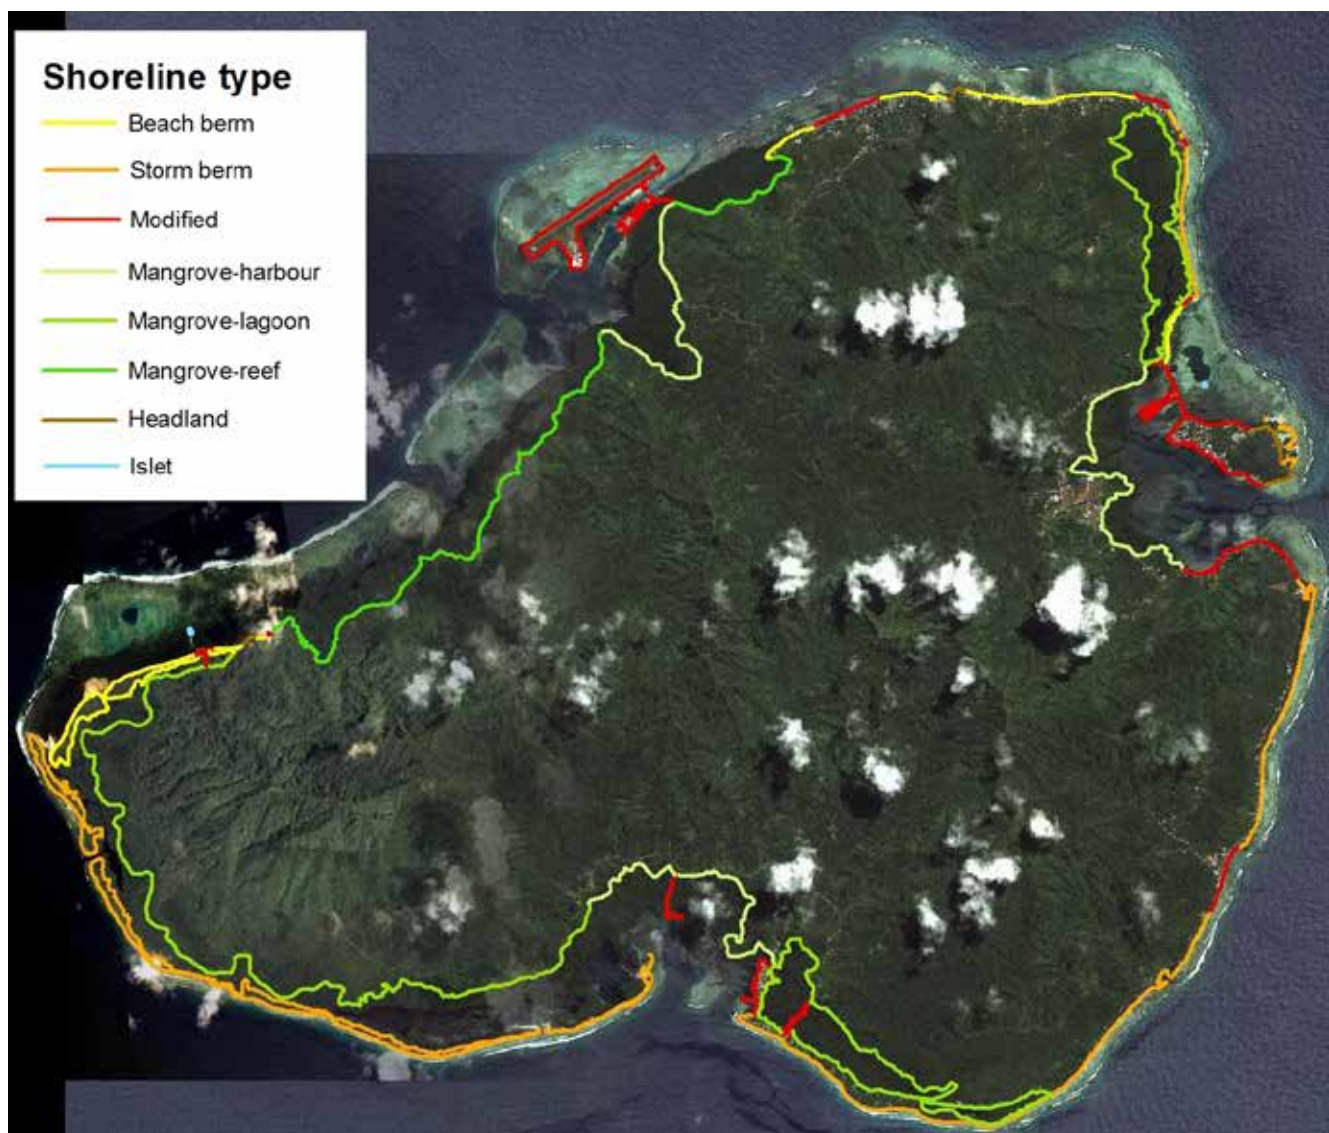 Shoreline type
Beach berm
Storm berm
Modified
Mangrove-harbour
Mangrove-lagoon
Mangrove-reef
Headland
Islet